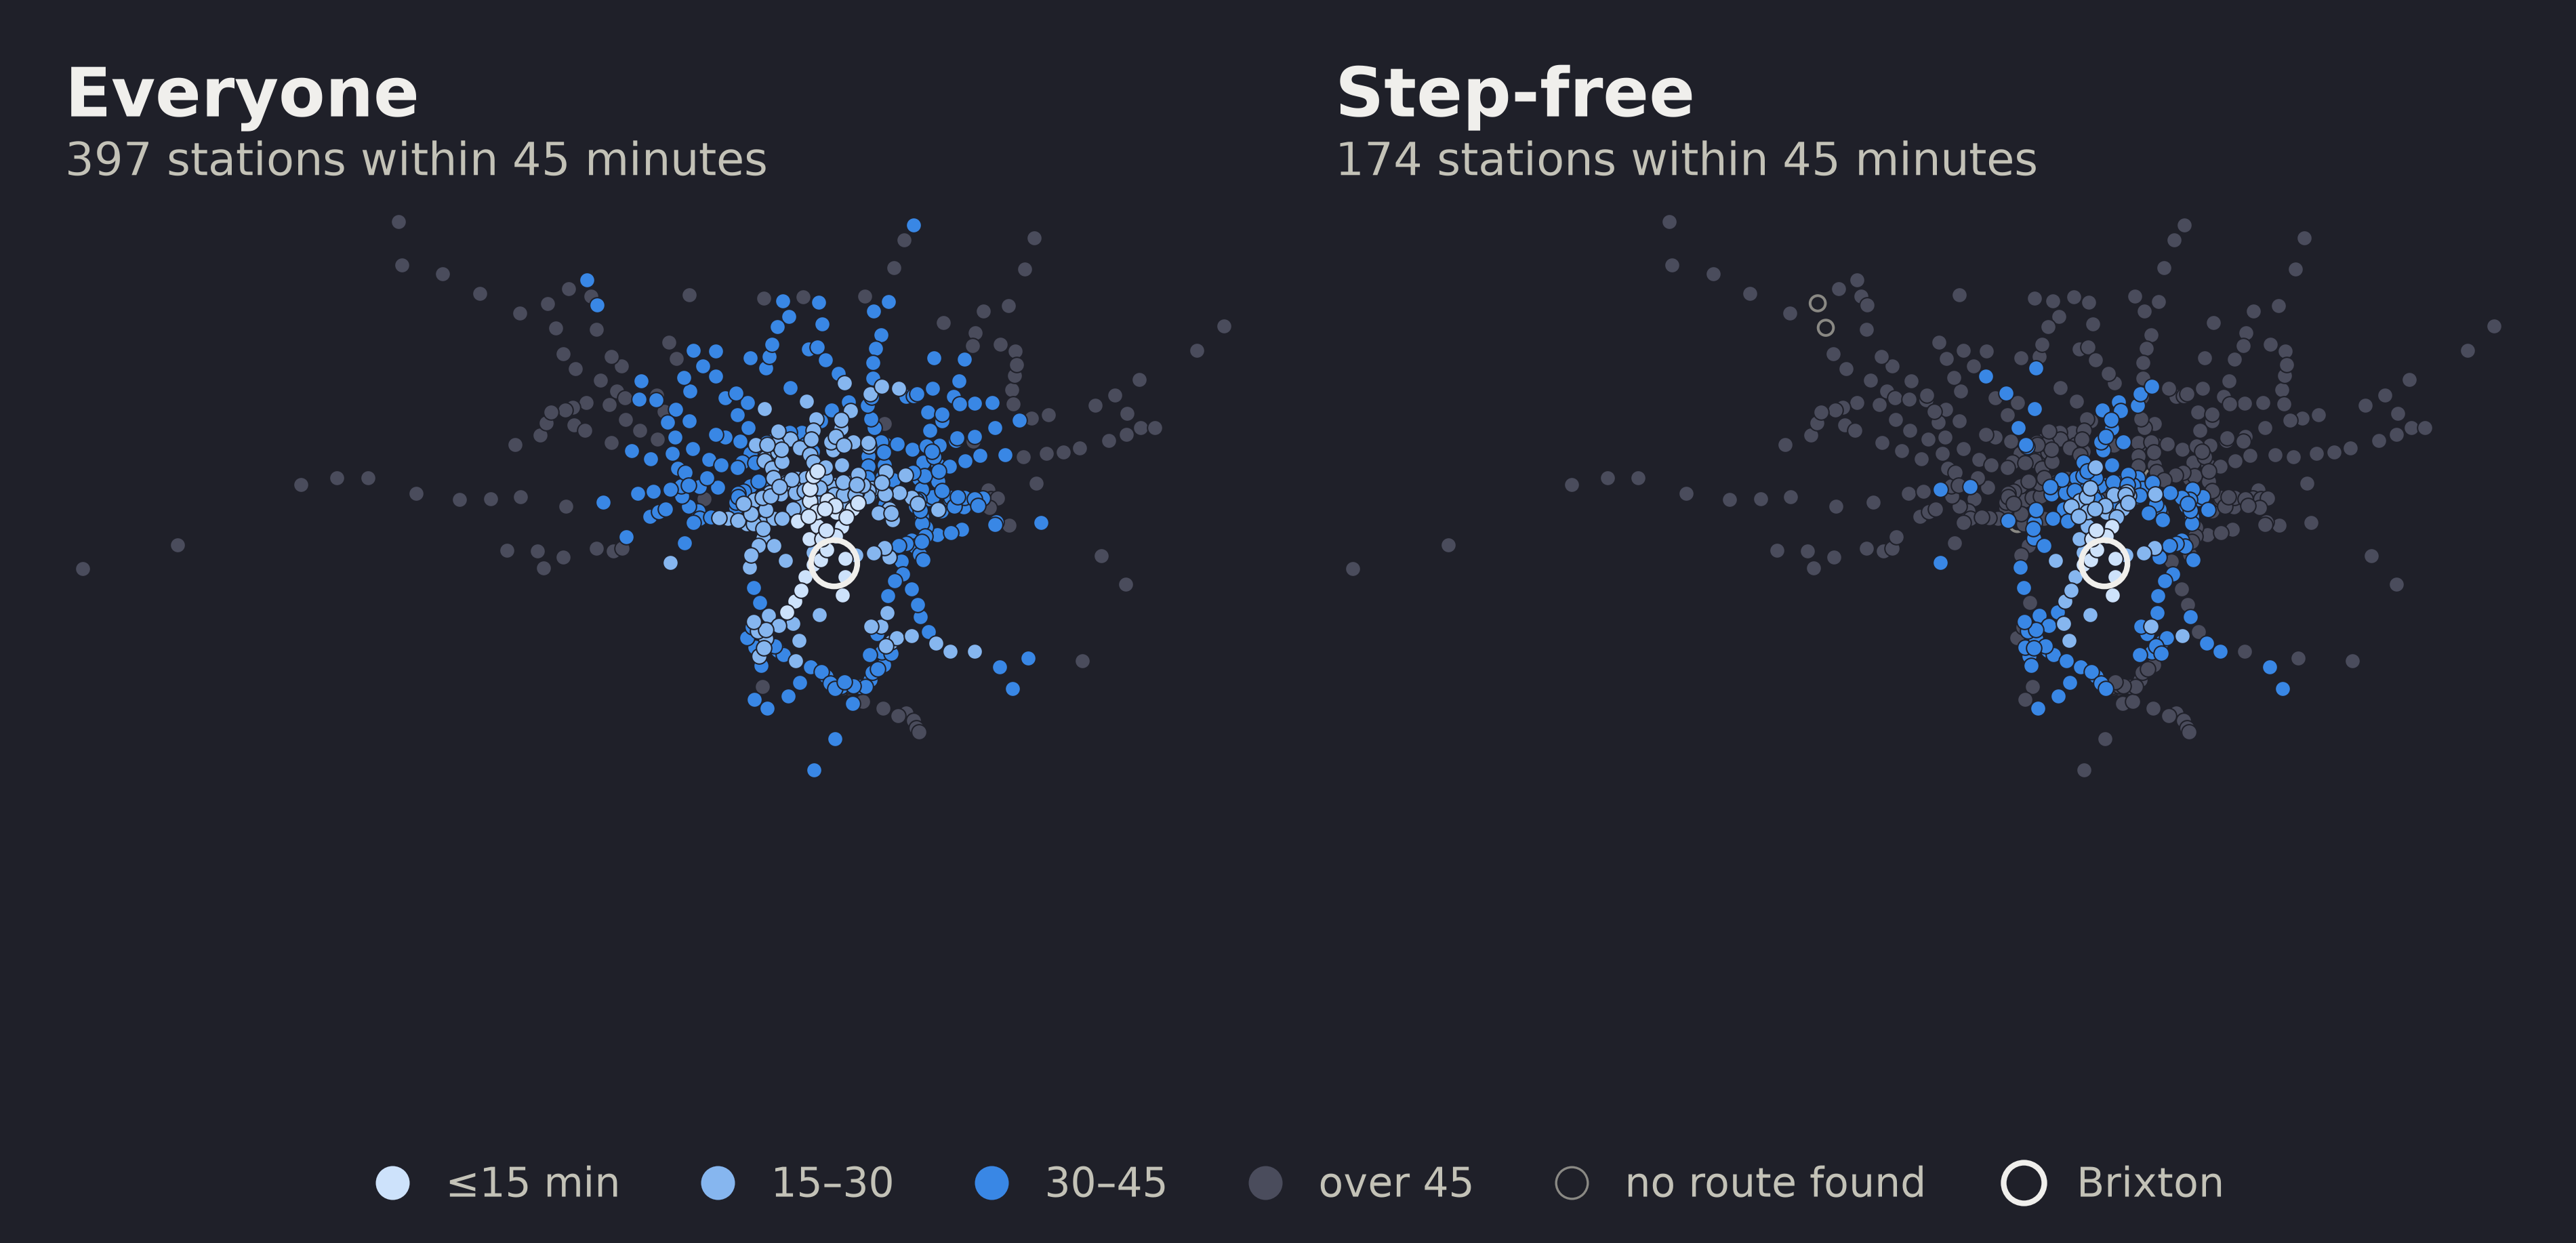 Everyone
397 stations within 45 minutes
Step-free
174 stations within 45 minutes
≤15 min
15–30
30–45
over 45
no route found
Brixton